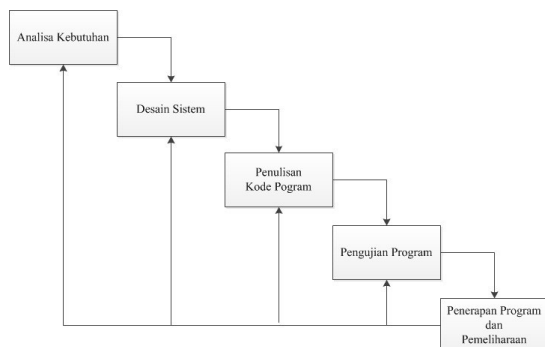 Analisa Kebutuhan
Desain Sistem
Penulisan
Kode Pogram
Pengujian Program
Penerapan Program
dan
Pemeliharaan